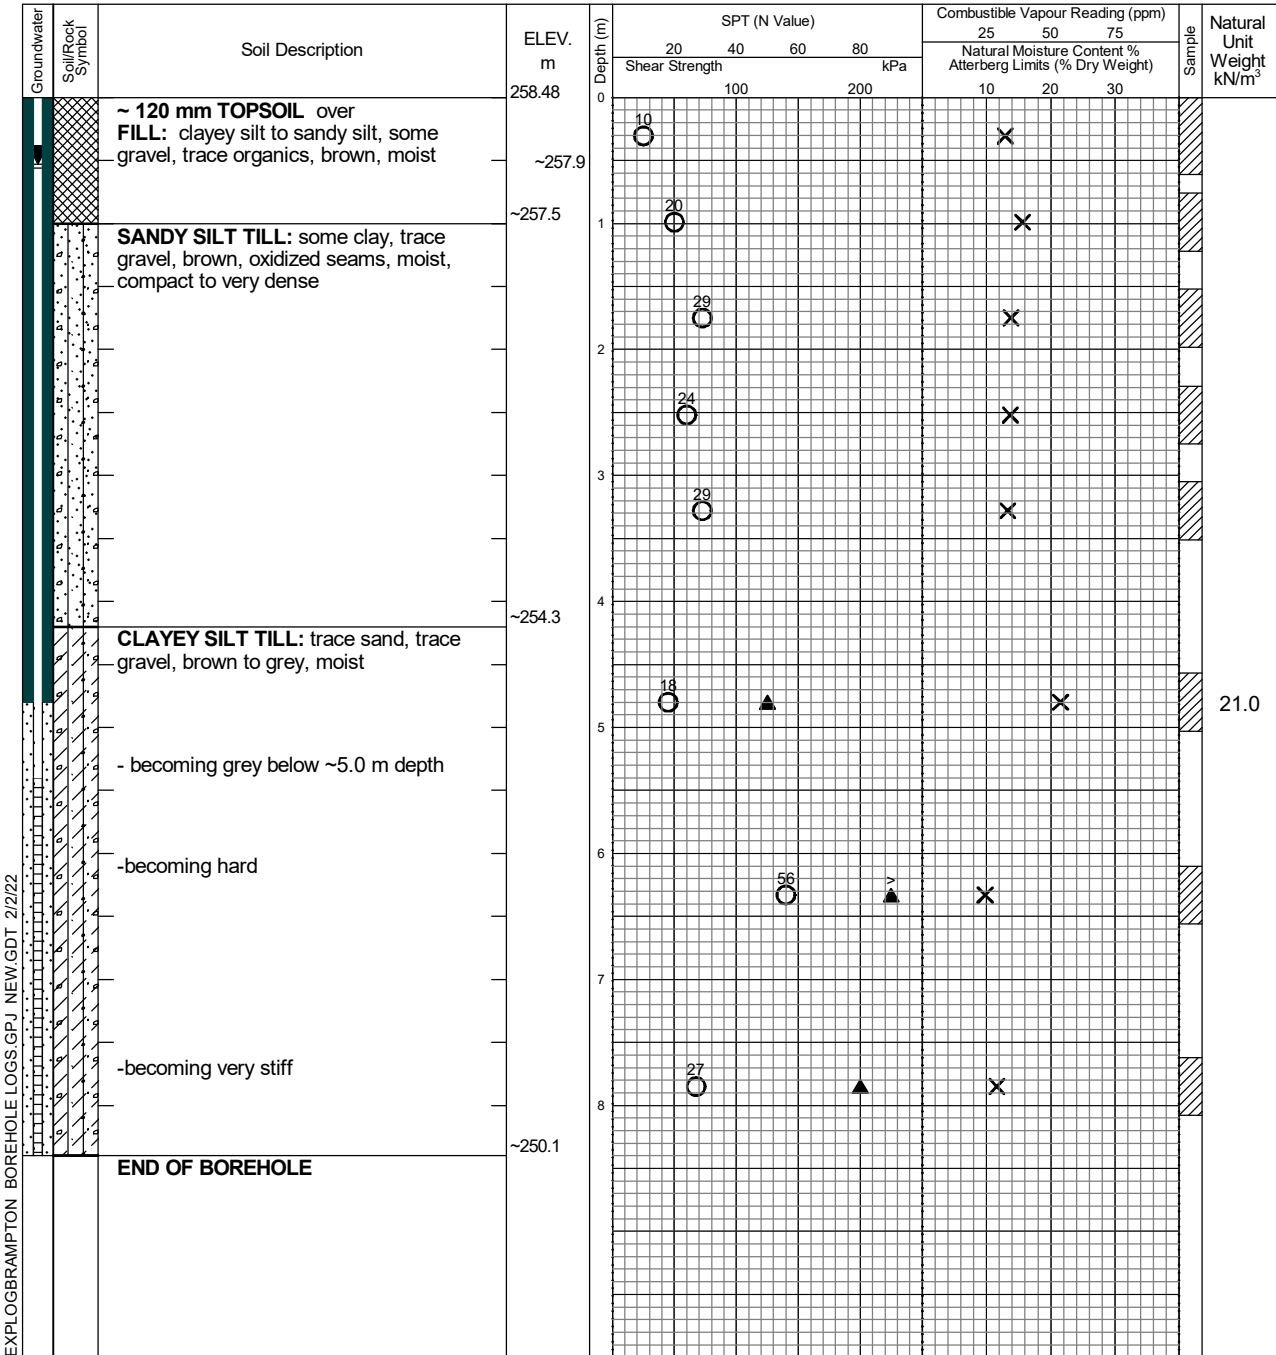 Groundwater
Soil/Rock
Symbol
Soil Description
ELEV.
m
258.48
Depth (m)
SPT (N Value)
20 40 60 80
Shear Strength kPa
100 200
Combustible Vapour Reading (ppm)
25 50 75
Natural Moisture Content %
Atterberg Limits (% Dry Weight)
10 20 30
Sample
Natural
Unit
Weight
kN/m³
0
~ 120 mm TOPSOIL over
FILL: clayey silt to sandy silt, some
gravel, trace organics, brown, moist
10
~257.9
~257.5
20
1
SANDY SILT TILL: some clay, trace
gravel, brown, oxidized seams, moist,
compact to very dense
29
2
24
3
29
4
~254.3
CLAYEY SILT TILL: trace sand, trace
gravel, brown to grey, moist
18
21.0
5
- becoming grey below ~5.0 m depth
6
-becoming hard
56
>
7
-becoming very stiff
27
8
~250.1
END OF BOREHOLE
EXPLOGBRAMPTON BOREHOLE LOGS.GPJ NEW.GDT 2/2/22